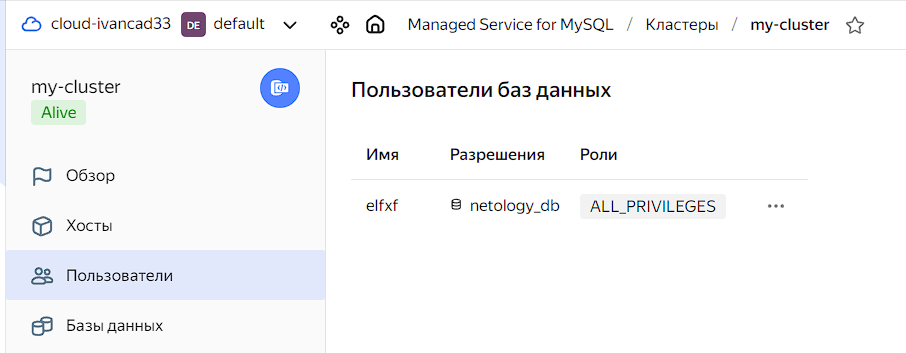 cloud-ivancad33 DE default Managed Service for MySQL / Кластеры / my-cluster
my-cluster
Alive
Обзор
Хосты
Пользователи
Базы данных
Пользователи баз данных
Имя Разрешения Роли
elfxf netology_db ALL_PRIVILEGES